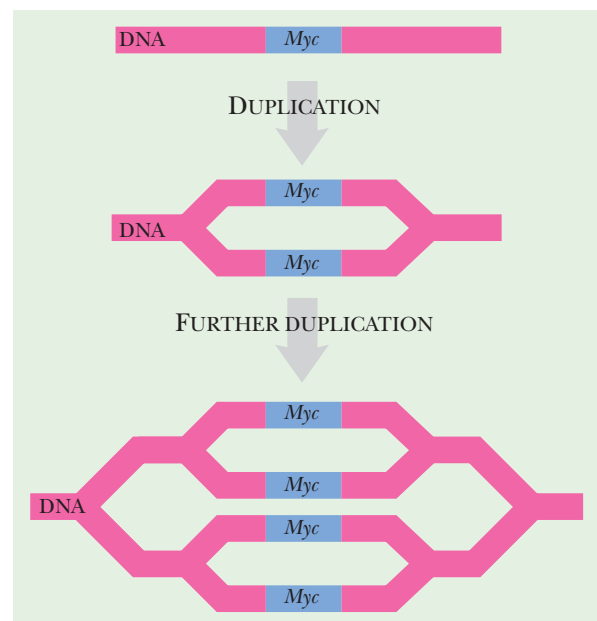 DNA Myc
DUPLICATION
Myc
DNA
Myc
FURTHER DUPLICATION
Myc
Myc
DNA
Myc
Myc